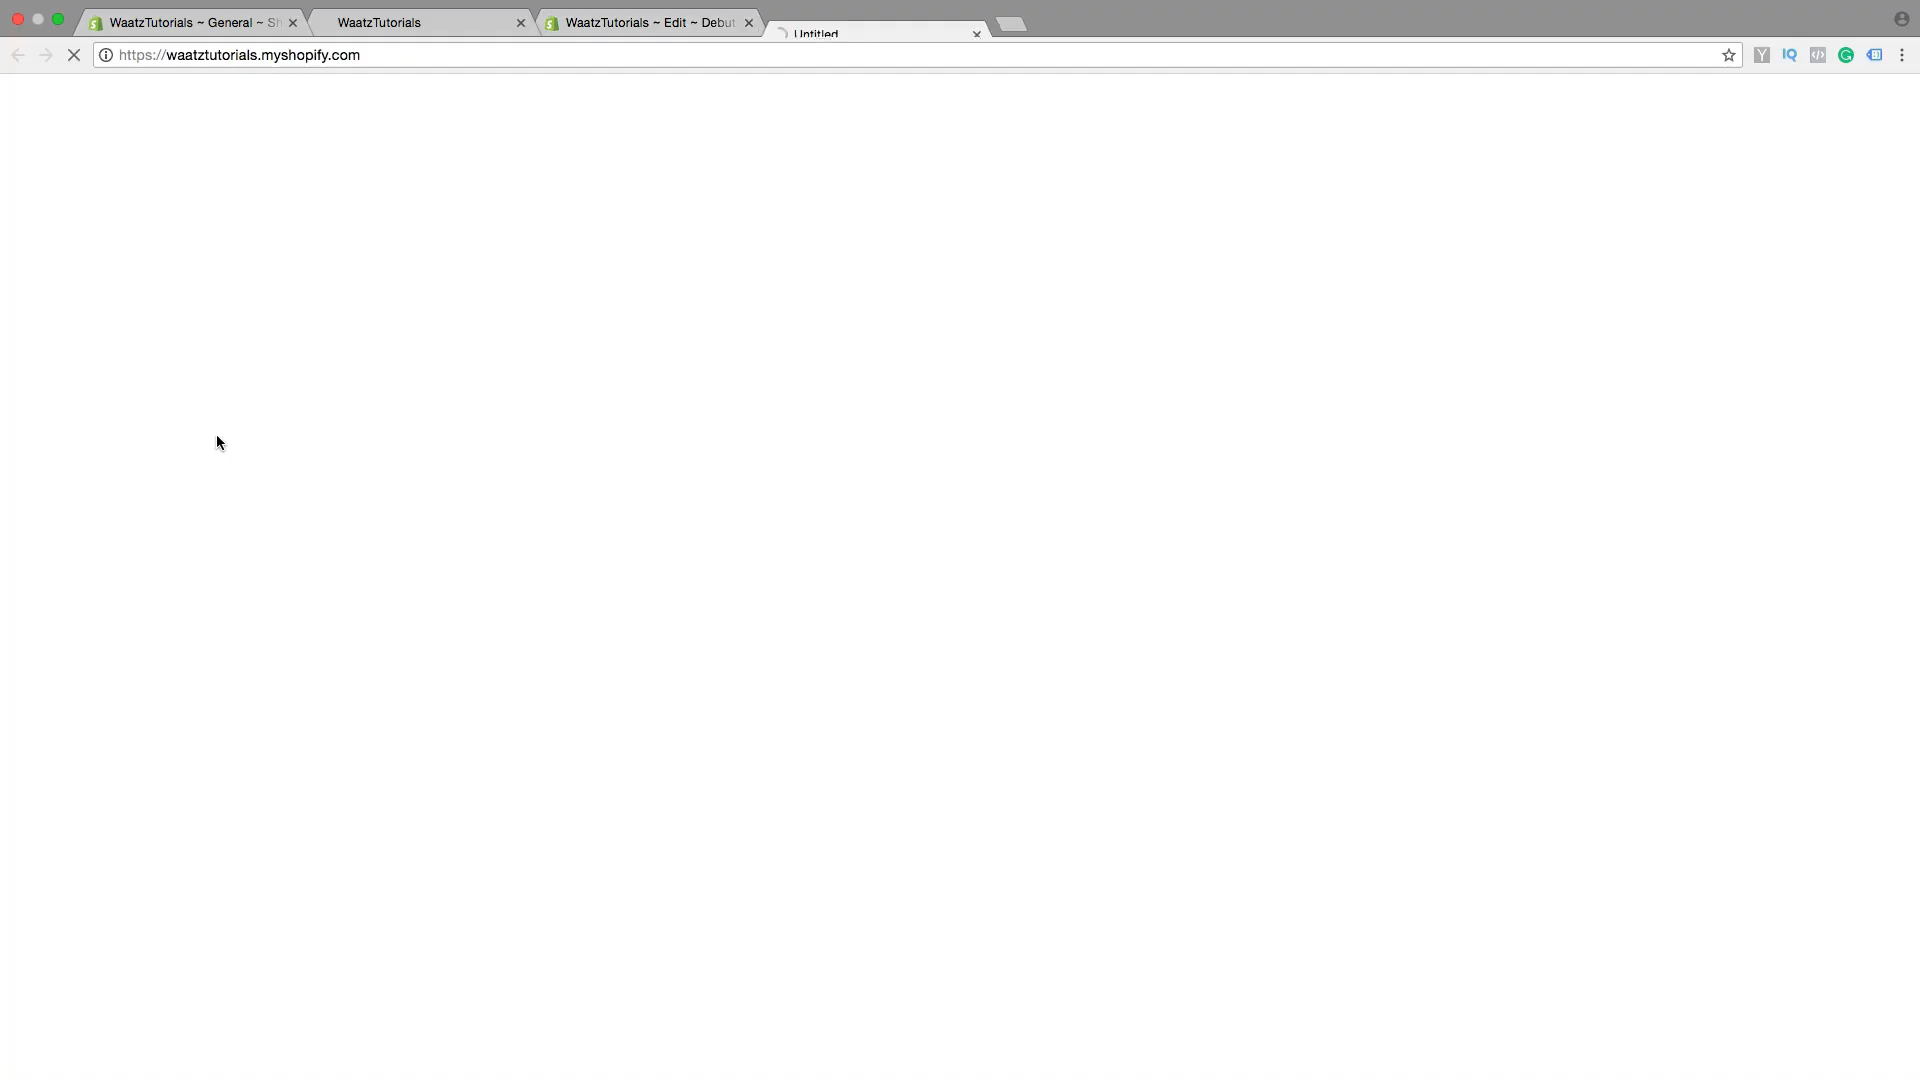 WaatzTutorials ~ General ~ Sh
WaatzTutorials
WaatzTutorials ~ Edit ~ Debut
Untitled
https://waatztutorials.myshopify.com